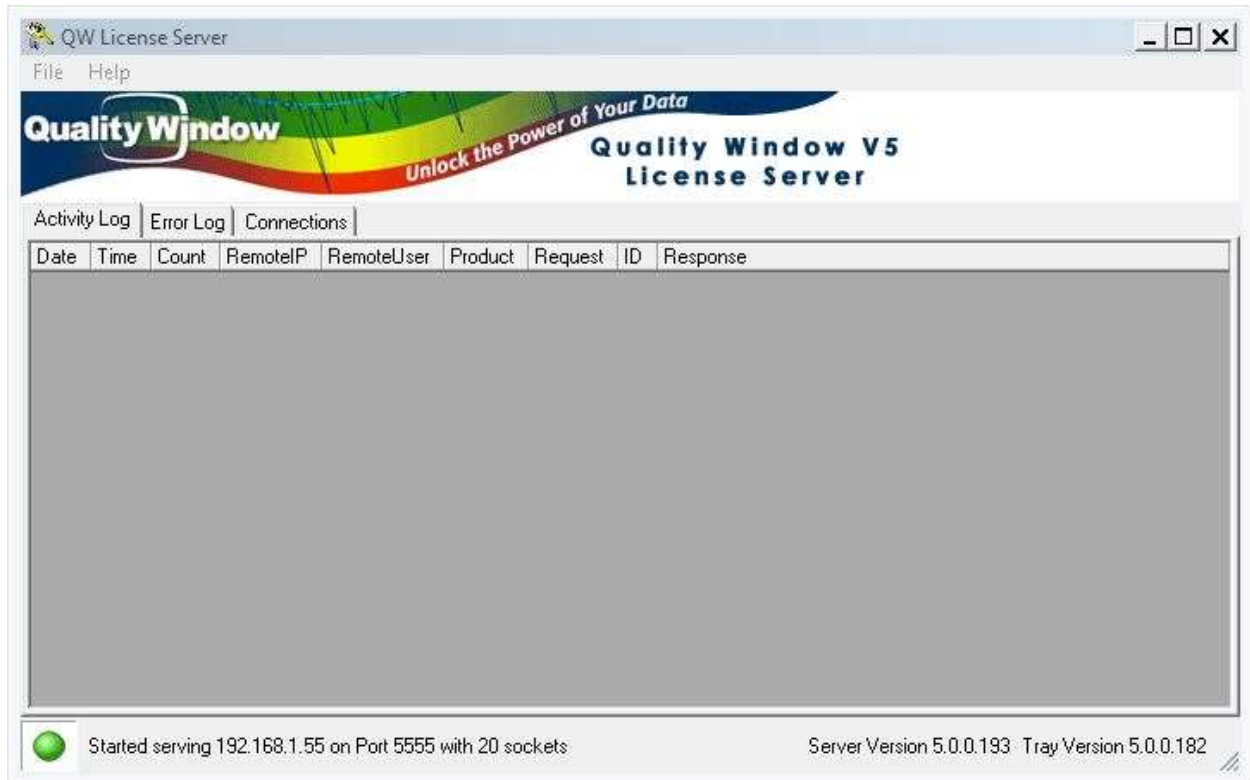 QW License Server
File Help
Quality Window
Unlock the Power of Your Data
Quality Window V5
License Server
Activity Log Error Log Connections
Date Time Count RemoteIP RemoteUser Product Request ID Response
Started serving 192.168.1.55 on Port 5555 with 20 sockets Server Version 5.0.0.193 Tray Version 5.0.0.182